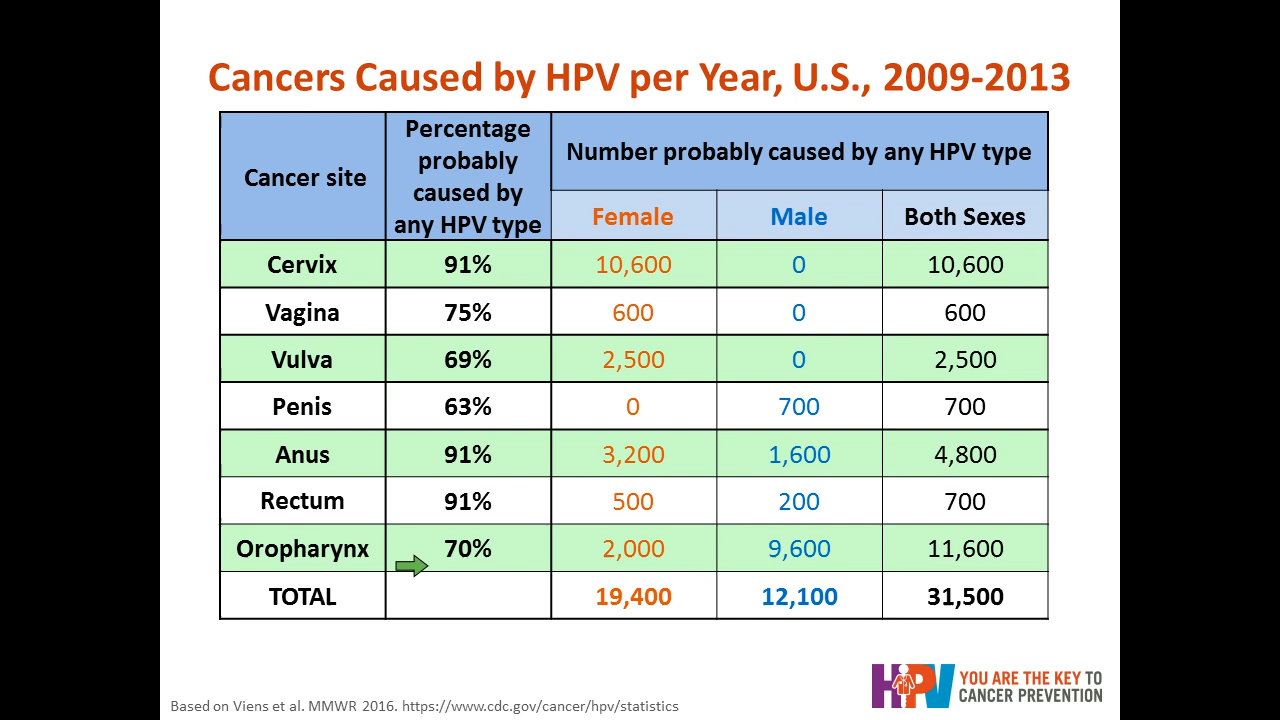 Cancers Caused by HPV per Year, U.S., 2009-2013
Cancer site
Percentage
probably
caused by
any HPV type
Number probably caused by any HPV type
Female Male Both Sexes
Cervix 91% 10,600 0 10,600
Vagina 75% 600 0 600
Vulva 69% 2,500 0 2,500
Penis 63% 0 700 700
Anus 91% 3,200 1,600 4,800
Rectum 91% 500 200 700
Oropharynx 70% 2,000 9,600 11,600
TOTAL 19,400 12,100 31,500
HPV
YOU ARE THE KEY TO
CANCER PREVENTION
Based on Viens et al. MMWR 2016. https://www.cdc.gov/cancer/hpv/statistics